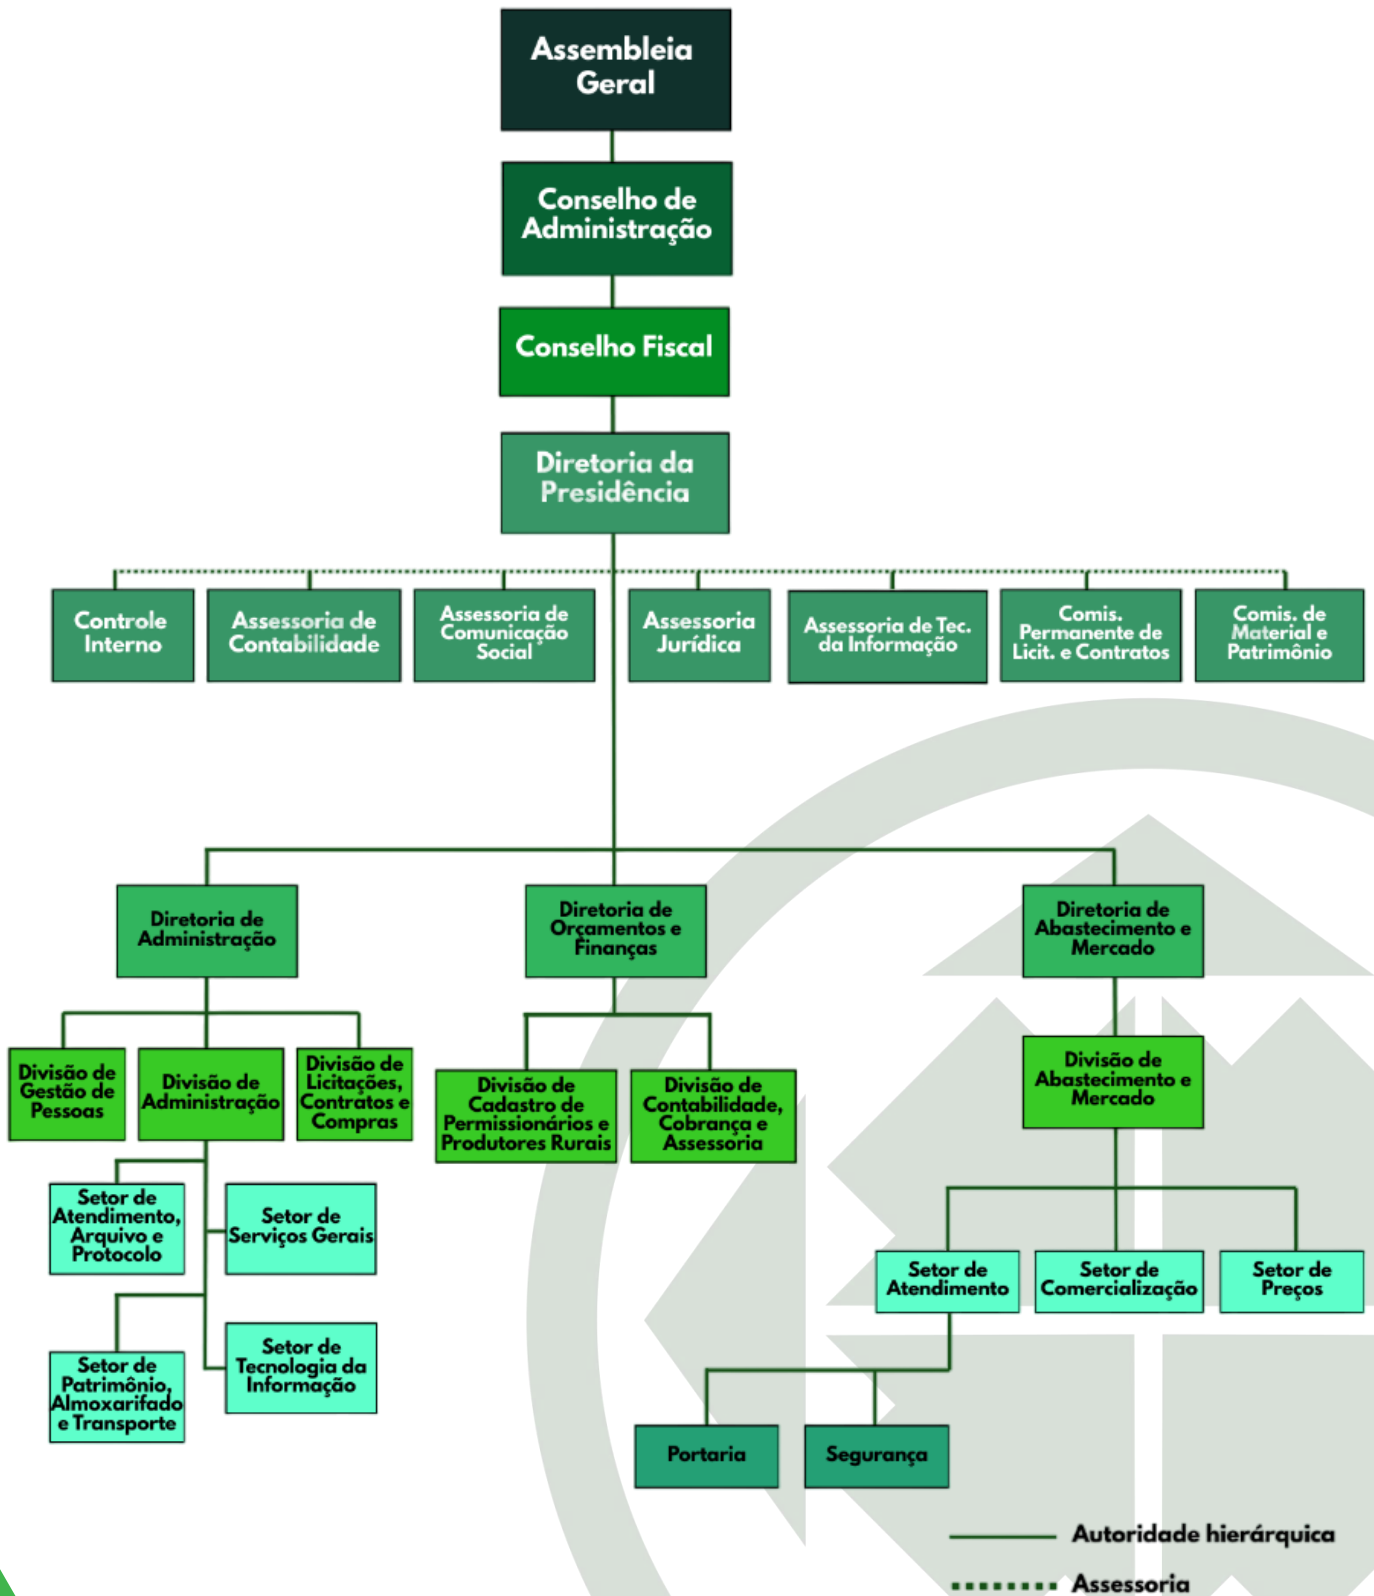 Assembleia
Geral
Conselho de
Administração
Conselho Fiscal
Diretoria da
Presidência
Controle
Interno
Assessoria de
Contabilidade
Assessoria de
Comunicação
Social
Assessoria
Jurídica
Assessoria de Tec.
da Informação
Comis.
Permanente de
Licit. e Contratos
Comis. de
Material e
Patrimônio
Diretoria de
Administração
Diretoria de
Orçamentos e
Finanças
Diretoria de
Abastecimento e
Mercado
Divisão de
Gestão de
Pessoas
Divisão de
Administração
Divisão de
Licitações,
Contratos e
Compras
Divisão de
Cadastro de
Permissionários e
Produtores Rurais
Divisão de
Contabilidade,
Cobrança e
Assessoria
Divisão de
Abastecimento e
Mercado
Setor de
Atendimento,
Arquivo e
Protocolo
Setor de
Serviços Gerais
Setor de
Patrimônio,
Almoxarifado
e Transporte
Setor de
Tecnologia da
Informação
Setor de
Atendimento
Setor de
Comercialização
Setor de
Preços
Portaria
Segurança
Autoridade hierárquica
Assessoria